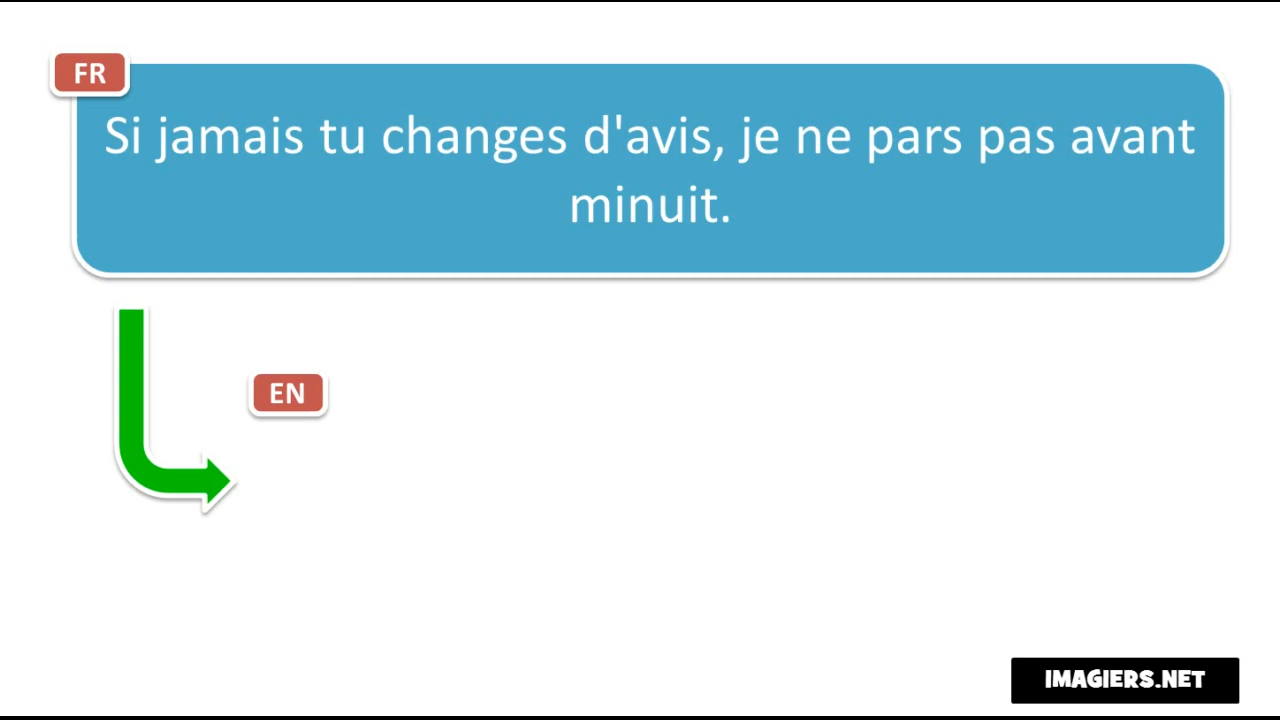 FR
Si jamais tu changes d'avis, je ne pars pas avant
minuit.
EN
IMAGIERS.NET